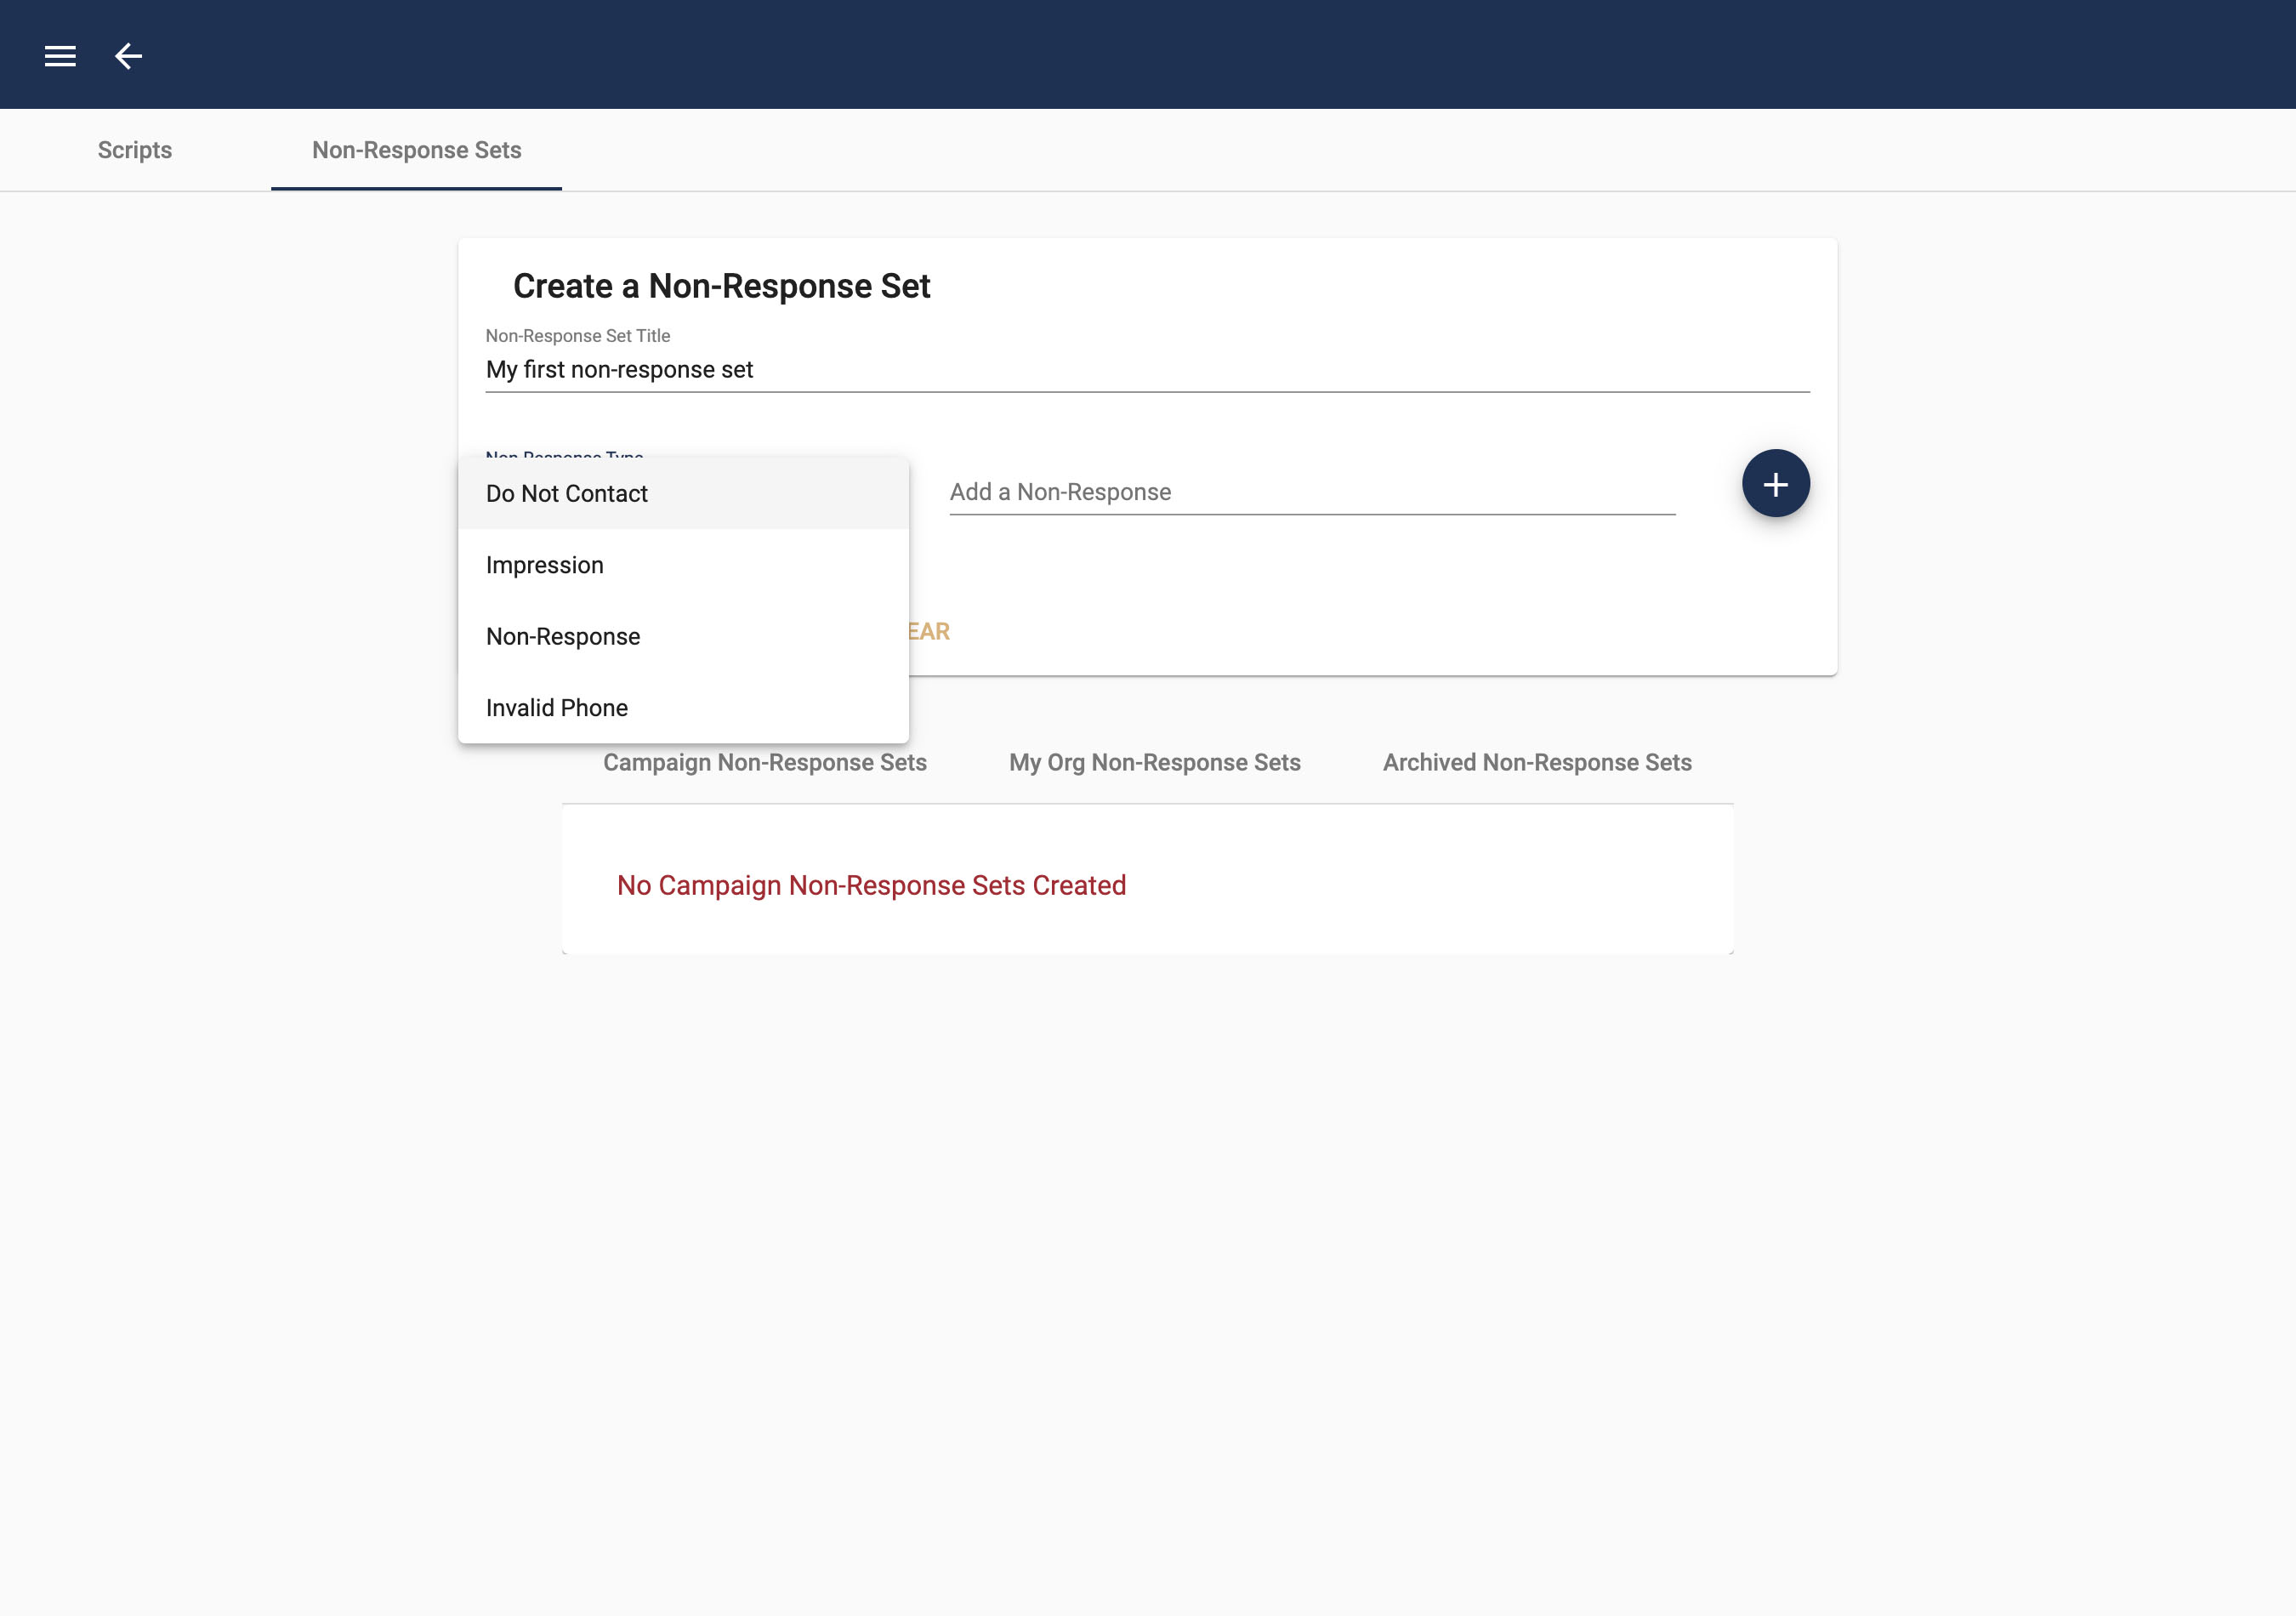 Scripts
Non-Response Sets
Create a Non-Response Set
Non-Response Set Title
My first non-response set
Non Response Type
Do Not Contact
Add a Non-Response
Impression
Non-Response
EAR
Invalid Phone
Campaign Non-Response Sets
My Org Non-Response Sets
Archived Non-Response Sets
No Campaign Non-Response Sets Created